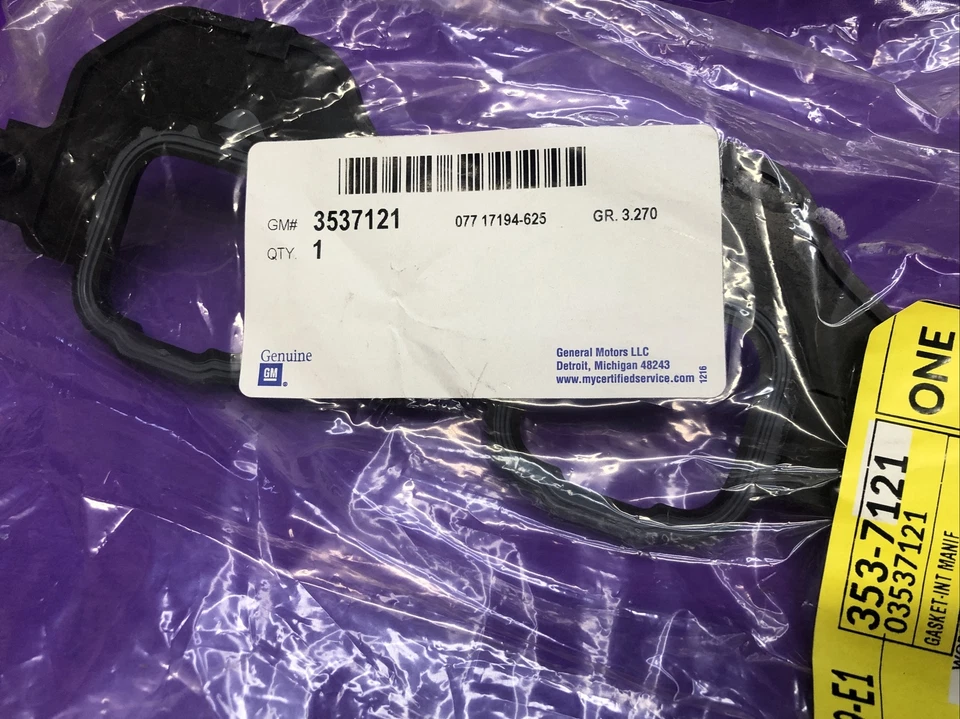 GM# 3537121 077 17194-625 GR. 3.270
QTY. 1
Genuine
GM
General Motors LLC
Detroit, Michigan 48243
www.mycertifiedservice.com
1216
ONE
353-7121
03537121
GASKET-INT MANIF